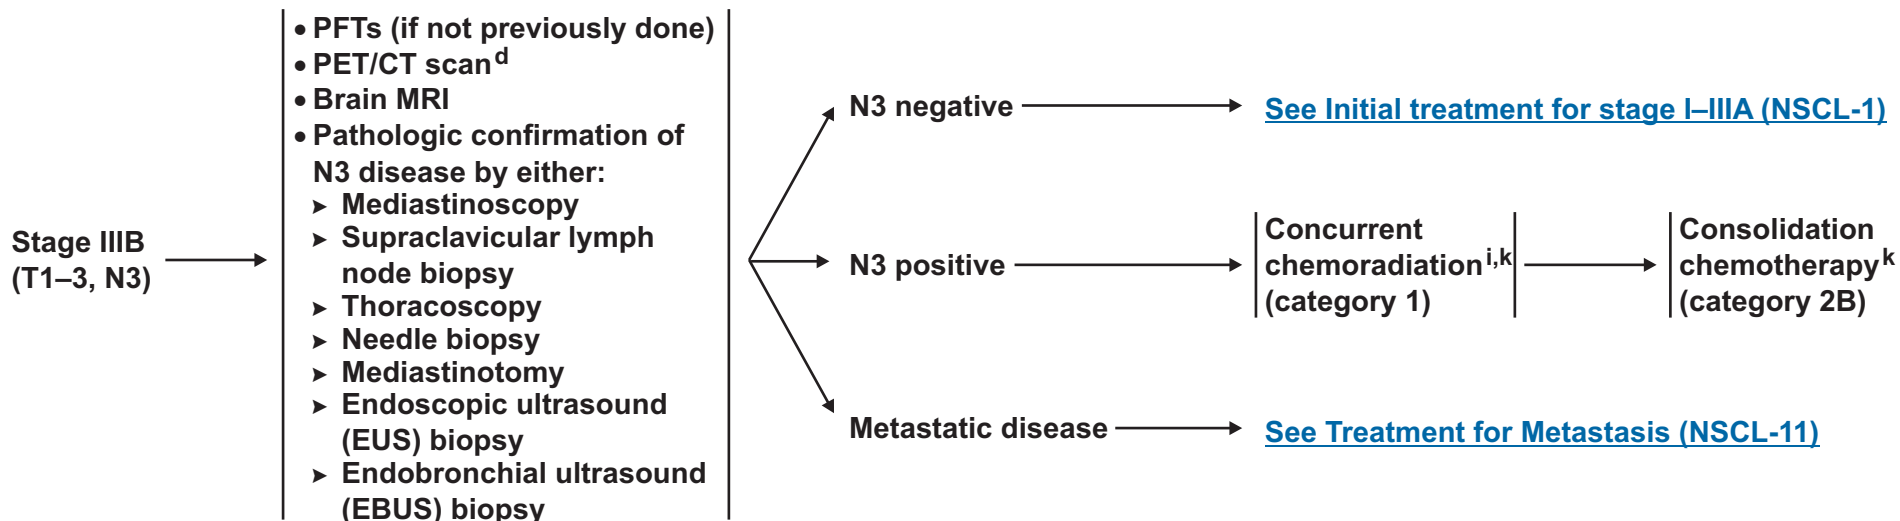 Stage IIIB
(T1–3, N3)
• PFTs (if not previously done)
• PET/CT scan^d
• Brain MRI
• Pathologic confirmation of
N3 disease by either:
➤ Mediastinoscopy
➤ Supraclavicular lymph
node biopsy
➤ Thoracoscopy
➤ Needle biopsy
➤ Mediastinotomy
➤ Endoscopic ultrasound
(EUS) biopsy
➤ Endobronchial ultrasound
(EBUS) biopsy
N3 negative
See Initial treatment for stage I–IIIA (NSCL-1)
N3 positive
Concurrent
chemoradiation^i,k
(category 1)
Consolidation
chemotherapy^k
(category 2B)
Metastatic disease
See Treatment for Metastasis (NSCL-11)